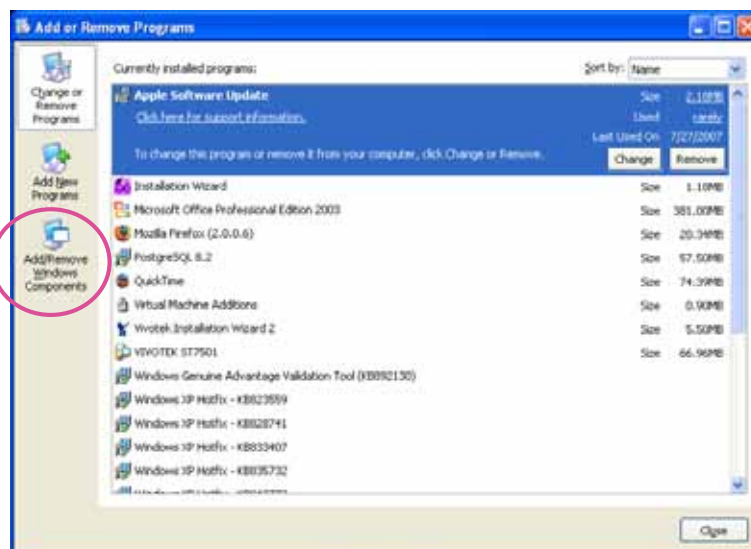 Add or Remove Programs
Change or
Remove
Programs
Currently installed programs:
Sort by: Name
Apple Software Update
Size 2.10MB
Click here for support information.
Used rarely
Last Used On 7/27/2007
To change this program or remove it from your computer, click Change or Remove.
Change
Remove
Add New
Programs
Installation Wizard
Size 1.10MB
Microsoft Office Professional Edition 2003
Size 381.00MB
Mozilla Firefox (2.0.0.6)
Size 20.34MB
Add/Remove
Windows
Components
PostgreSQL 8.2
Size 57.50MB
QuickTime
Size 74.39MB
Virtual Machine Additions
Size 0.90MB
Vivotek Installation Wizard 2
Size 5.50MB
VIVOTEK ST7501
Size 66.96MB
Windows Genuine Advantage Validation Tool (KB892130)
Windows XP Hotfix - KB823559
Windows XP Hotfix - KB828741
Windows XP Hotfix - KB833407
Windows XP Hotfix - KB835732
Close